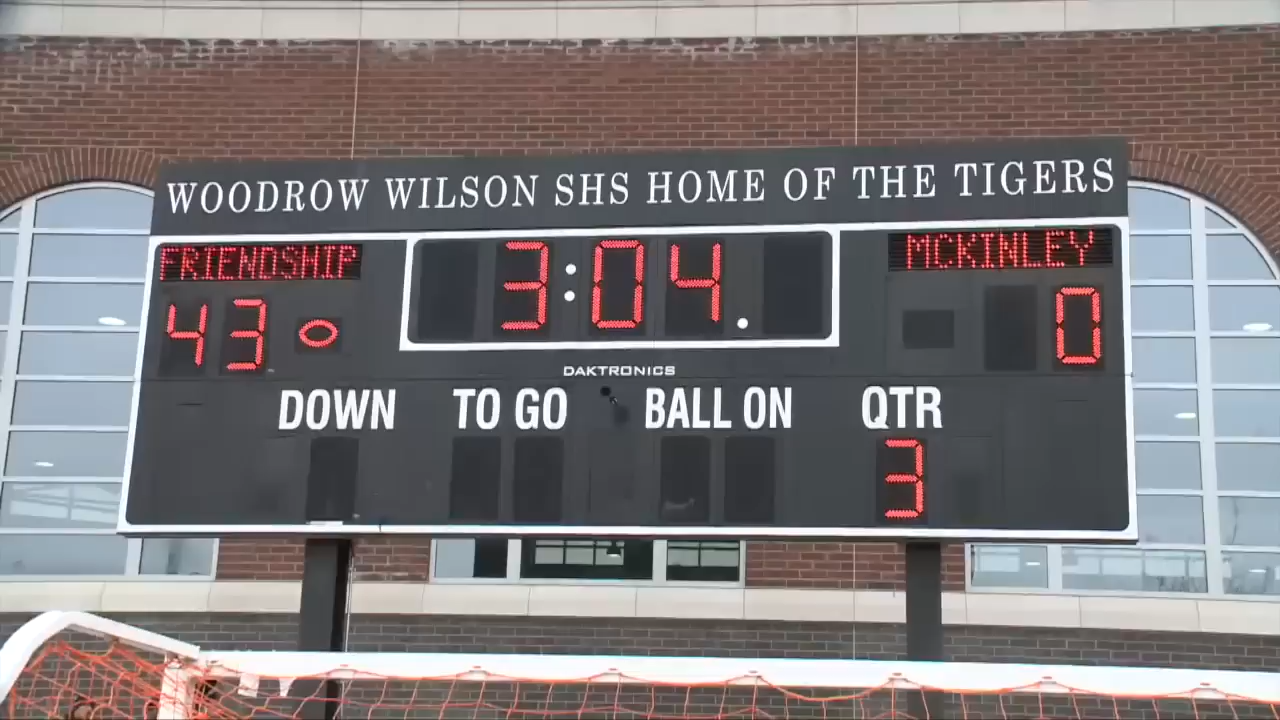 WOODROW WILSON SHS HOME OF THE TIGERS
FRIENDSHIP 3:04. MCKINLEY
43 0
DAKTRONICS
DOWN TO GO BALL ON QTR
3